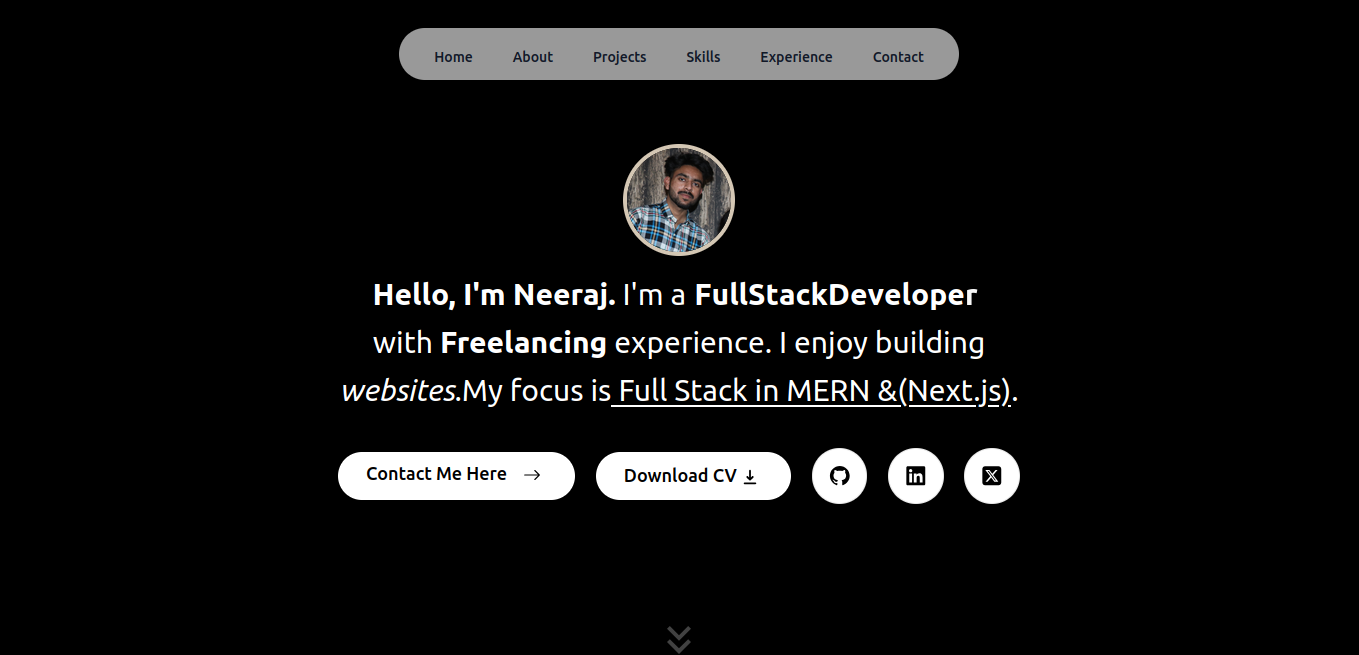 Home About Projects Skills Experience Contact
Hello, I'm Neeraj. I'm a FullStackDeveloper
with Freelancing experience. I enjoy building
websites.My focus is Full Stack in MERN &(Next.js).
Contact Me Here Download CV